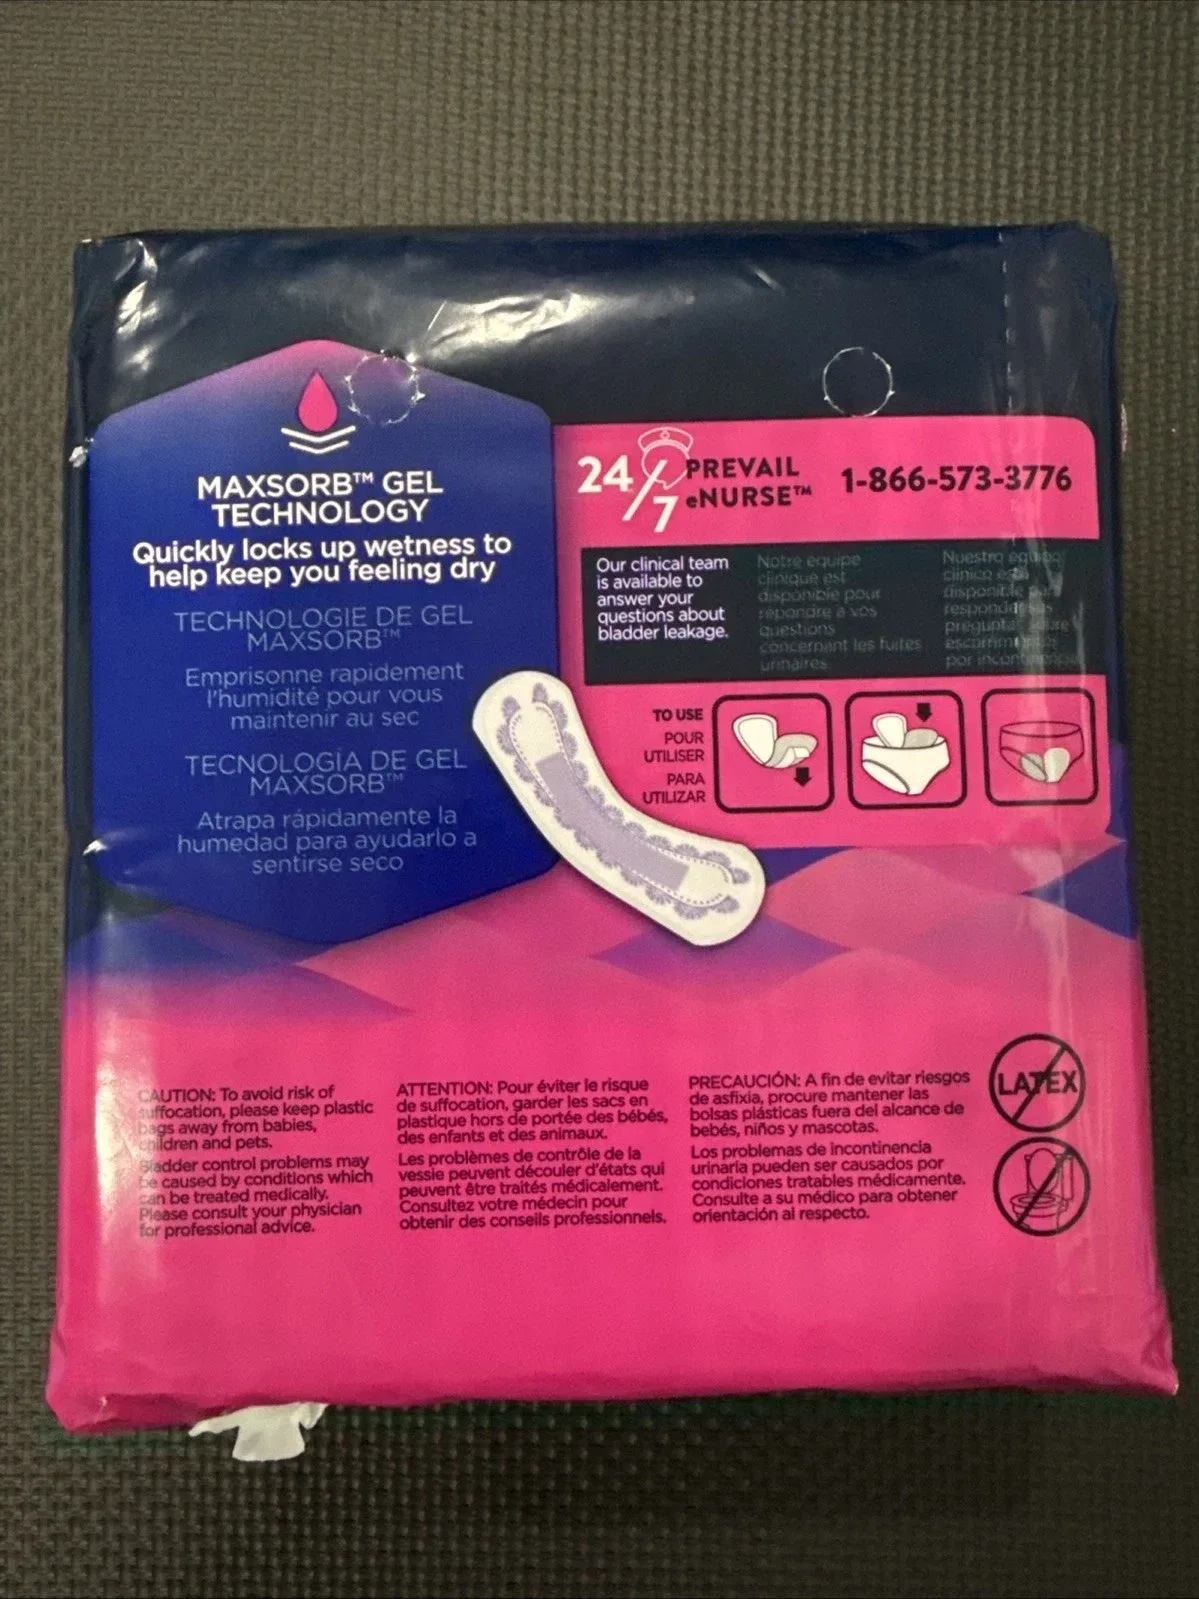 MAXSORB™ GEL
TECHNOLOGY
Quickly locks up wetness to
help keep you feeling dry
TECHNOLOGIE DE GEL
MAXSORB™
Emprisonne rapidement
l'humidité pour vous
maintenir au sec
TECNOLOGÍA DE GEL
MAXSORB™
Atrapa rápidamente la
humedad para ayudarlo a
sentirse seco
24/7
PREVAIL
eNURSE™
1-866-573-3776
Our clinical team
is available to
answer your
questions about
bladder leakage.
Notre équipe
clinique est
disponible pour
répondre à vos
questions
concernant les fuites
urinaires.
Nuestro equipo
clínico está
disponible para
responder sus
preguntas sobre
escurrimientos
por incontinencia
TO USE
POUR
UTILISER
PARA
UTILIZAR
CAUTION: To avoid risk of
suffocation, please keep plastic
bags away from babies,
children and pets.
Bladder control problems may
be caused by conditions which
can be treated medically.
Please consult your physician
for professional advice.
ATTENTION: Pour éviter le risque
de suffocation, garder les sacs en
plastique hors de portée des bébés,
des enfants et des animaux.
Les problèmes de contrôle de la
vessie peuvent découler d'états qui
peuvent être traités médicalement.
Consultez votre médecin pour
obtenir des conseils professionnels.
PRECAUCIÓN: A fin de evitar riesgos
de asfixia, procure mantener las
bolsas plásticas fuera del alcance de
bebés, niños y mascotas.
Los problemas de incontinencia
urinaria pueden ser causados por
condiciones tratables médicamente.
Consulte a su médico para obtener
orientación al respecto.
LATEX